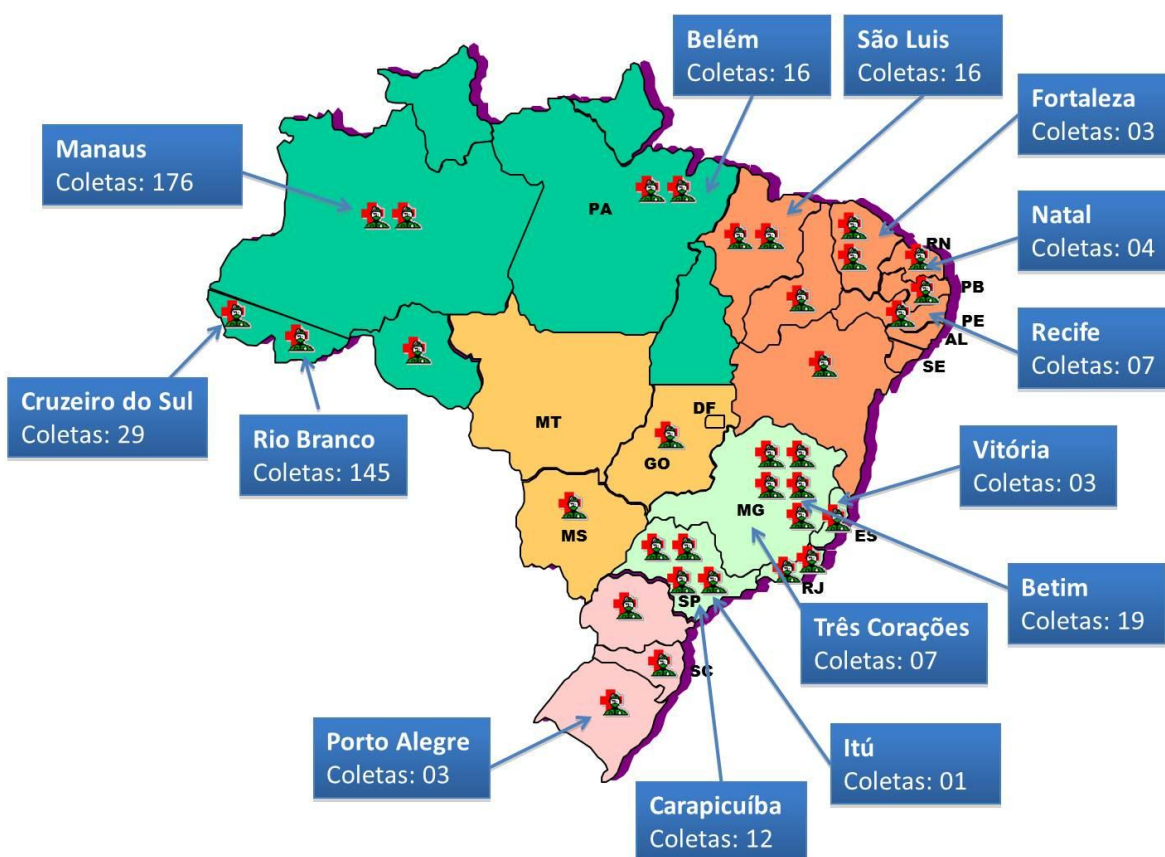 Belém
Coletas: 16
São Luis
Coletas: 16
Fortaleza
Coletas: 03
Manaus
Coletas: 176
Natal
Coletas: 04
PA
RN
PB
PE
AL
SE
Recife
Coletas: 07
Cruzeiro do Sul
Coletas: 29
Rio Branco
Coletas: 145
MT
DF
GO
MS
MG
ES
RJ
SP
SC
Vitória
Coletas: 03
Betim
Coletas: 19
Três Corações
Coletas: 07
Porto Alegre
Coletas: 03
Itú
Coletas: 01
Carapicuíba
Coletas: 12